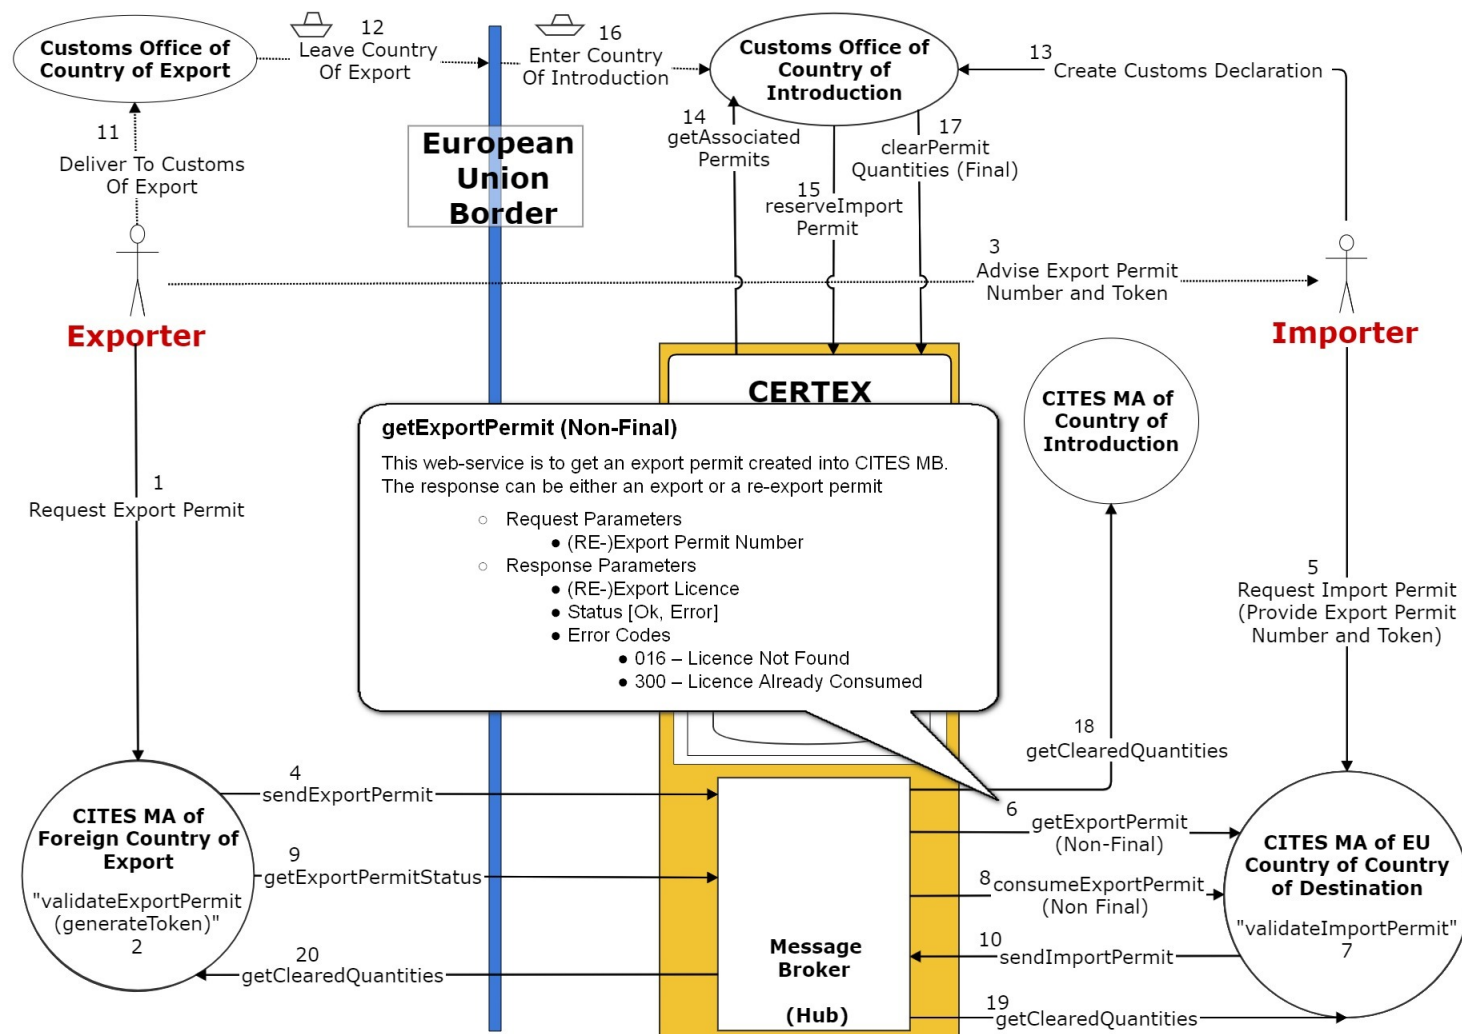 Customs Office of
Country of Export
12
Leave Country
Of Export
16
Enter Country
Of Introduction
Customs Office of
Country of
Introduction
13
Create Customs Declaration
11
Deliver To Customs
Of Export
European
Union
Border
14
getAssociated
Permits
17
clearPermit
Quantities (Final)
15
reserveImport
Permit
3
Advise Export Permit
Number and Token
Exporter
Importer
CERTEX
CITES MA of
Country of
Introduction
getExportPermit (Non-Final)
This web-service is to get an export permit created into CITES MB.
The response can be either an export or a re-export permit
○ Request Parameters
● (RE-)Export Permit Number
○ Response Parameters
● (RE-)Export Licence
● Status [Ok, Error]
● Error Codes
● 016 – Licence Not Found
● 300 – Licence Already Consumed
1
Request Export Permit
5
Request Import Permit
(Provide Export Permit
Number and Token)
18
getClearedQuantities
4
sendExportPermit
CITES MA of
Foreign Country of
Export
"validateExportPermit
(generateToken)"
2
9
getExportPermitStatus
20
getClearedQuantities
Message
Broker
(Hub)
6
getExportPermit
(Non-Final)
8
consumeExportPermit
(Non Final)
10
sendImportPermit
19
getClearedQuantities
CITES MA of EU
Country of Country
of Destination
"validateImportPermit"
7